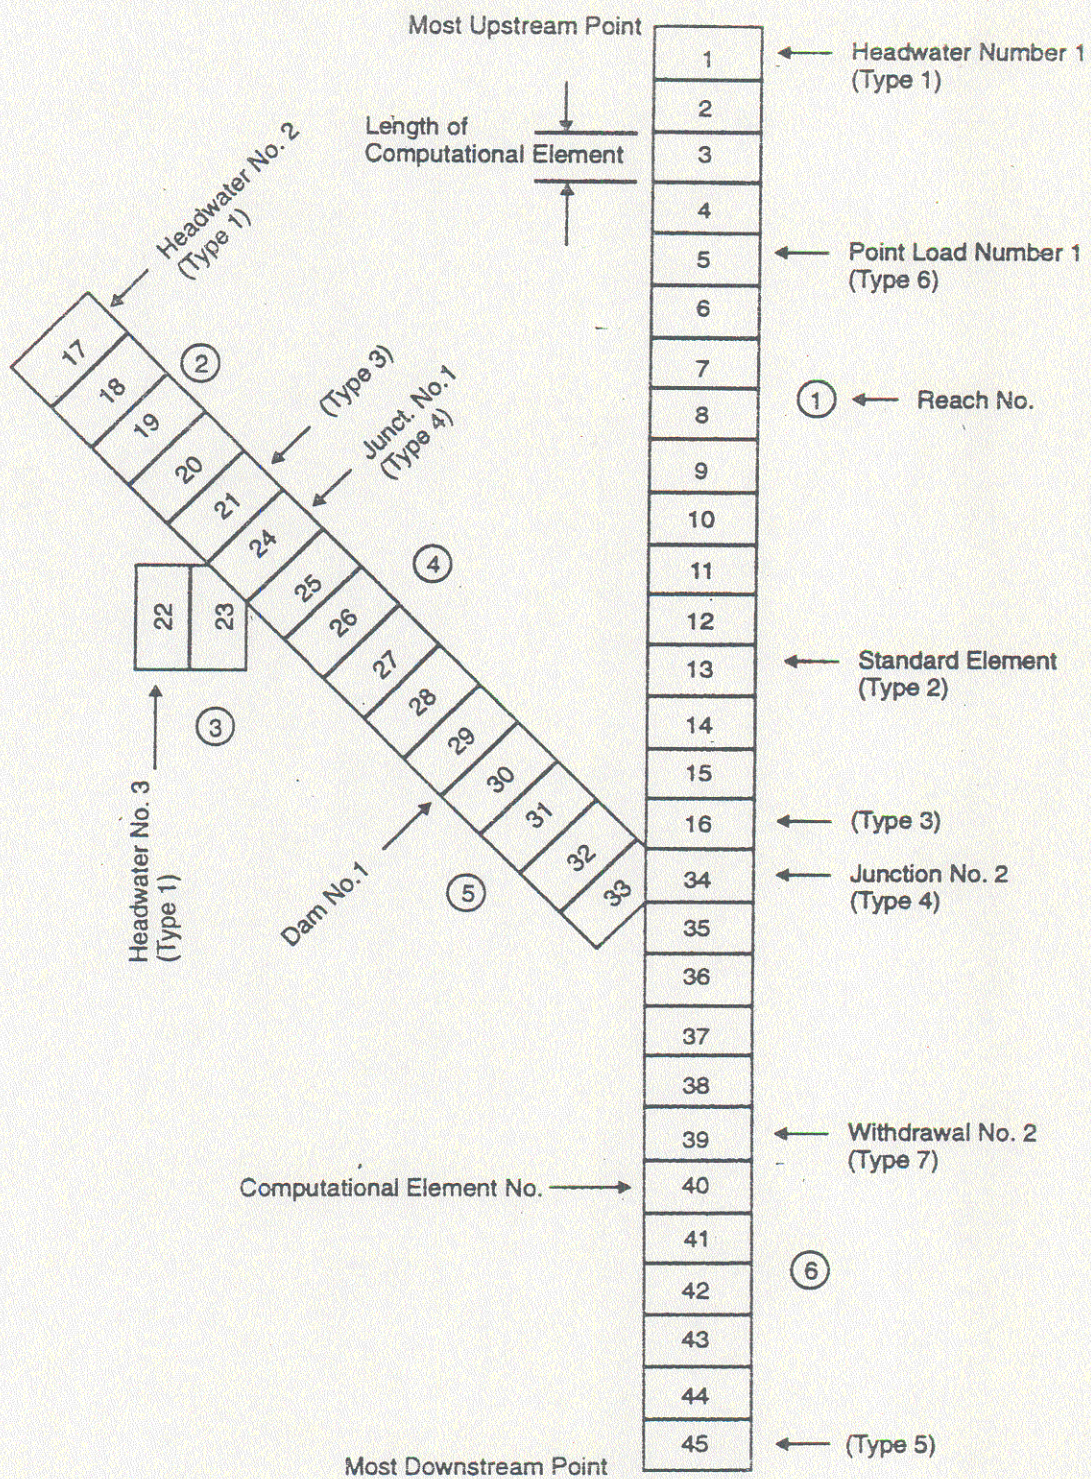 Most Upstream Point
1
Headwater Number 1
(Type 1)
2
Length of
Computational Element
3
4
5
Point Load Number 1
(Type 6)
6
7
8
1
Reach No.
9
10
11
12
13
Standard Element
(Type 2)
14
15
16
(Type 3)
34
Junction No. 2
(Type 4)
35
36
37
38
39
Withdrawal No. 2
(Type 7)
Computational Element No.
40
41
42
6
43
44
45
(Type 5)
Most Downstream Point
Headwater No. 2
(Type 1)
17
2
18
19
20
21
(Type 3)
Junct. No.1
(Type 4)
24
4
25
26
27
28
29
30
31
32
33
22
23
3
Headwater No. 3
(Type 1)
Dam No.1
5